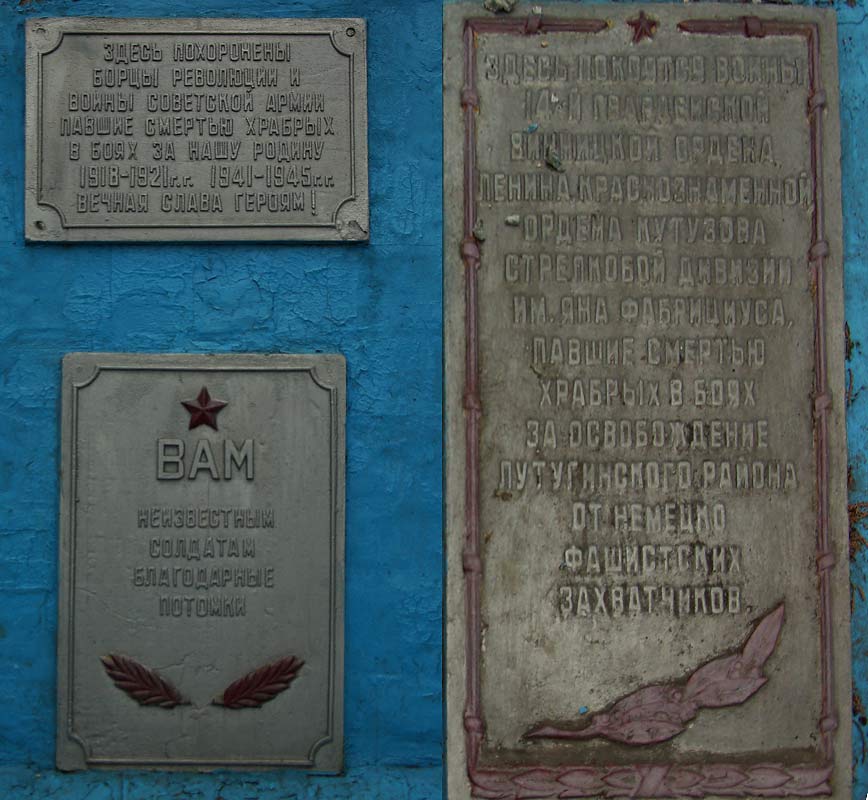 ЗДЕСЬ ПОХОРОНЕНЫ
БОРЦЫ РЕВОЛЮЦИИ И
ВОИНЫ СОВЕТСКОЙ АРМИИ
ПАВШИЕ СМЕРТЬЮ ХРАБРЫХ
В БОЯХ ЗА НАШУ РОДИНУ
1918-1921г.г. 1941-1945г.г.
ВЕЧНАЯ СЛАВА ГЕРОЯМ!
ВАМ
НЕИЗВЕСТНЫМ
СОЛДАТАМ
БЛАГОДАРНЫЕ
ПОТОМКИ
ЗДЕСЬ ПОКОЯТСЯ ВОИНЫ
14-Й ГВАРДЕЙСКОЙ
ВИННИЦКОЙ ОРДЕНА
ЛЕНИНА, КРАСНОЗНАМЕННОЙ
ОРДЕНА КУТУЗОВА
СТРЕЛКОВОЙ ДИВИЗИИ
ИМ. ЯНА ФАБРИЦИУСА,
ПАВШИЕ СМЕРТЬЮ
ХРАБРЫХ В БОЯХ
ЗА ОСВОБОЖДЕНИЕ
ЛУТУГИНСКОГО РАЙОНА
ОТ НЕМЕЦКО
ФАШИСТСКИХ
ЗАХВАТЧИКОВ